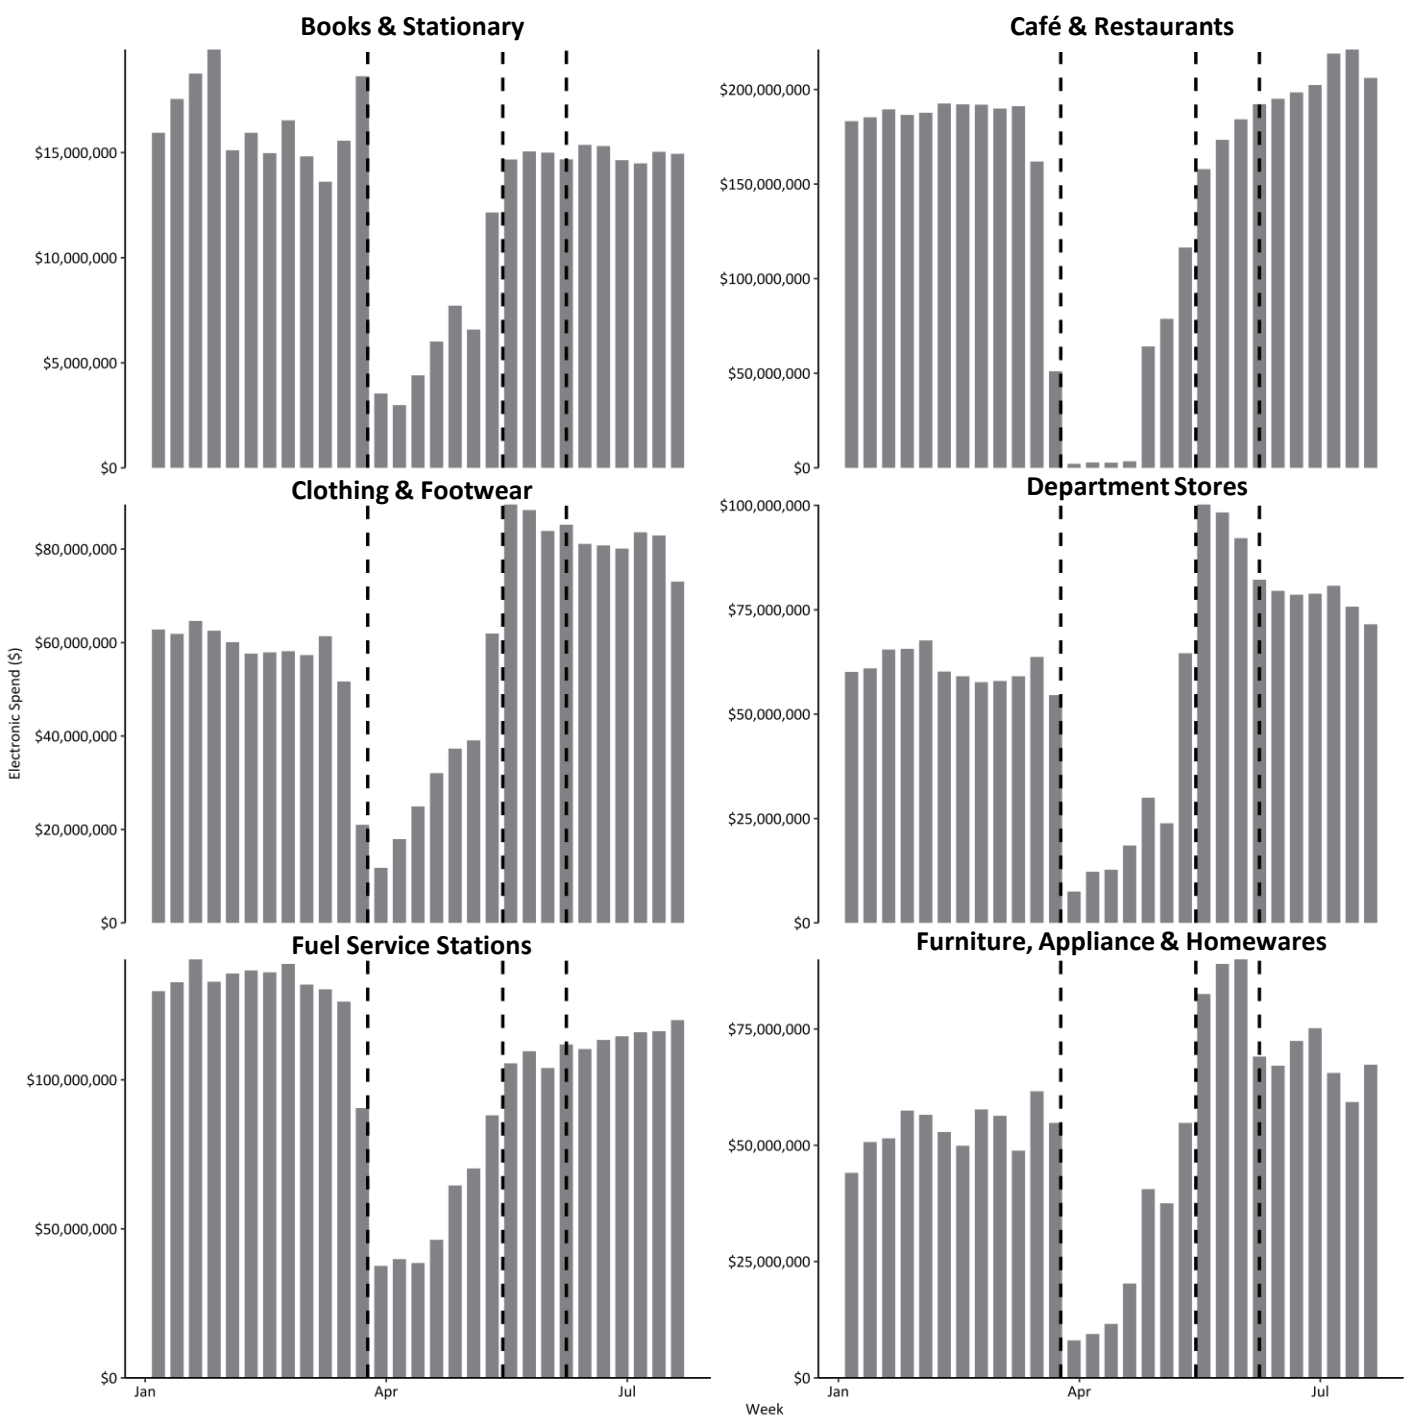 Books & Stationary
Café & Restaurants
$15,000,000
$10,000,000
$5,000,000
$0
$200,000,000
$150,000,000
$100,000,000
$50,000,000
$0
Clothing & Footwear
Department Stores
$80,000,000
$60,000,000
$40,000,000
$20,000,000
$0
$100,000,000
$75,000,000
$50,000,000
$25,000,000
$0
Electronic Spend ($)
Fuel Service Stations
Furniture, Appliance & Homewares
$100,000,000
$50,000,000
$0
$75,000,000
$50,000,000
$25,000,000
$0
Jan
Apr
Jul
Jan
Apr
Jul
Week